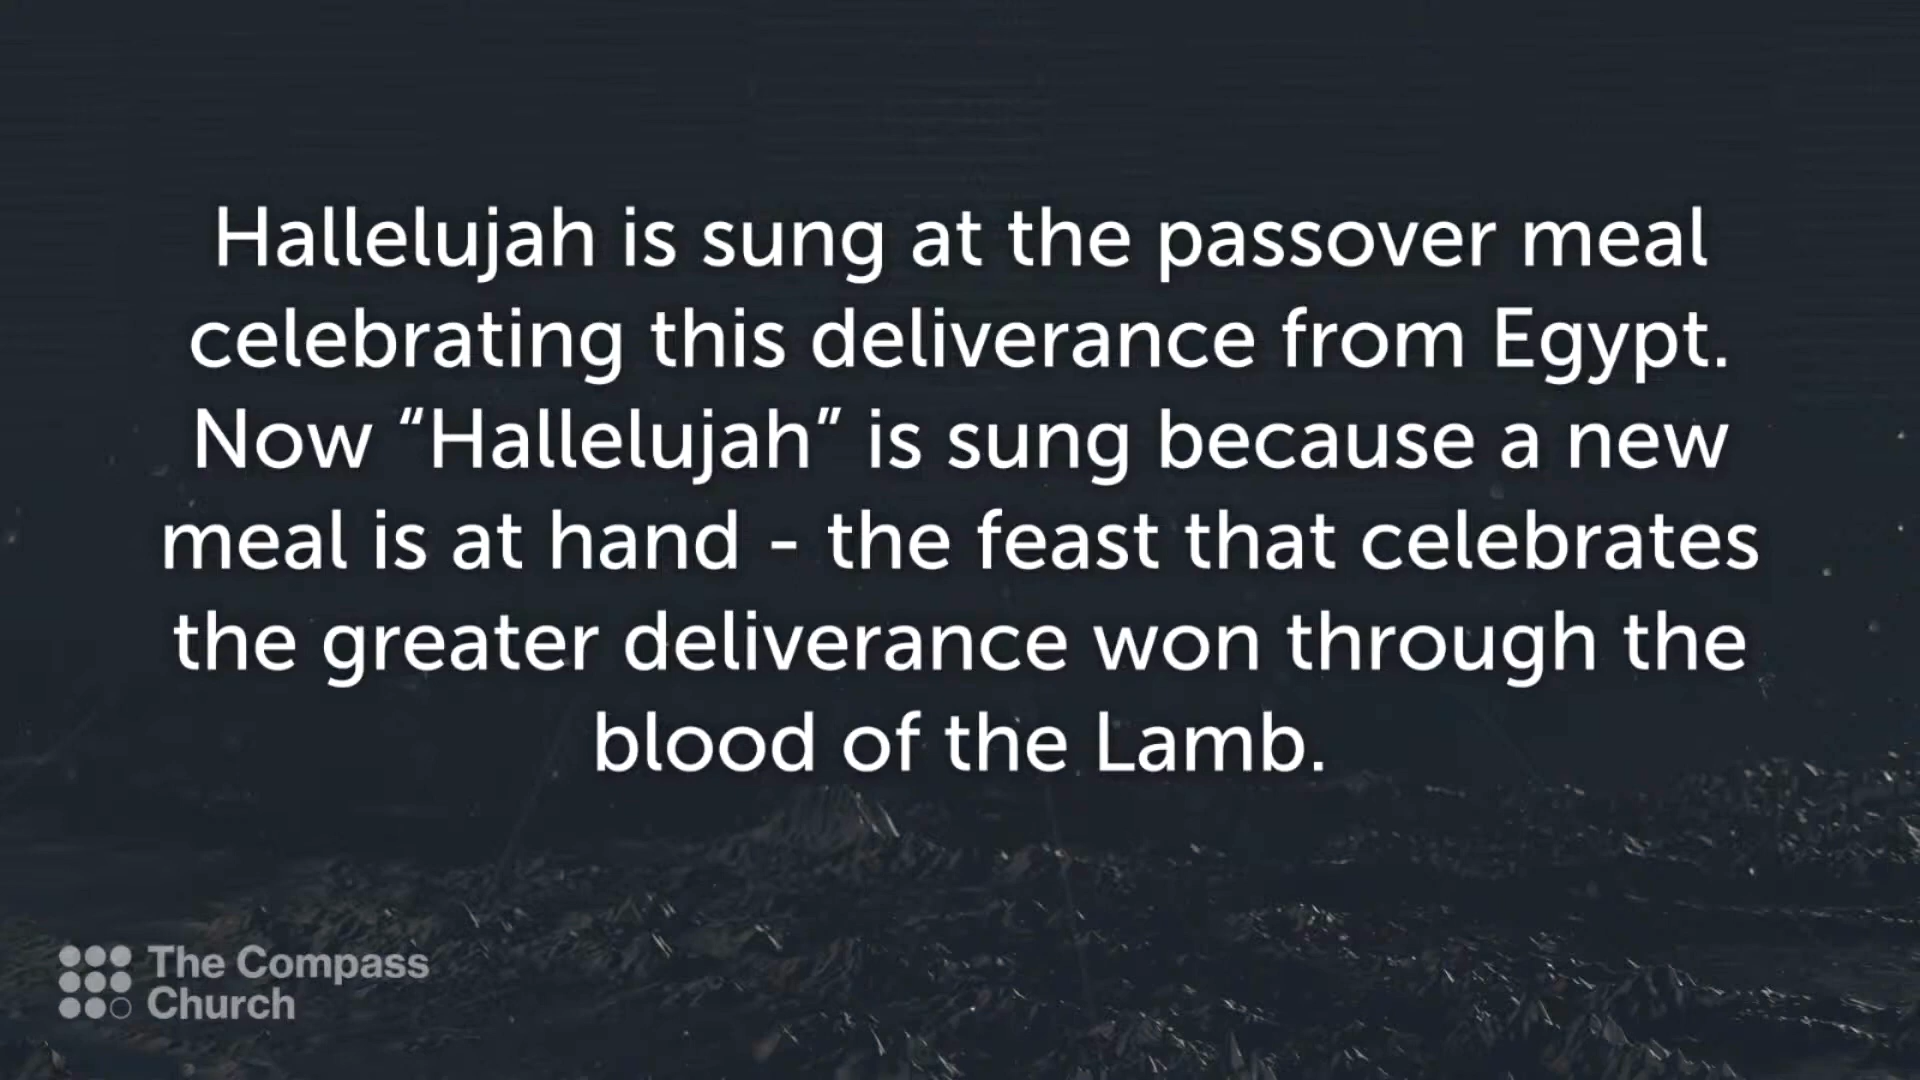 Hallelujah is sung at the passover meal
celebrating this deliverance from Egypt.
Now “Hallelujah” is sung because a new
meal is at hand - the feast that celebrates
the greater deliverance won through the
blood of the Lamb.
The Compass
Church